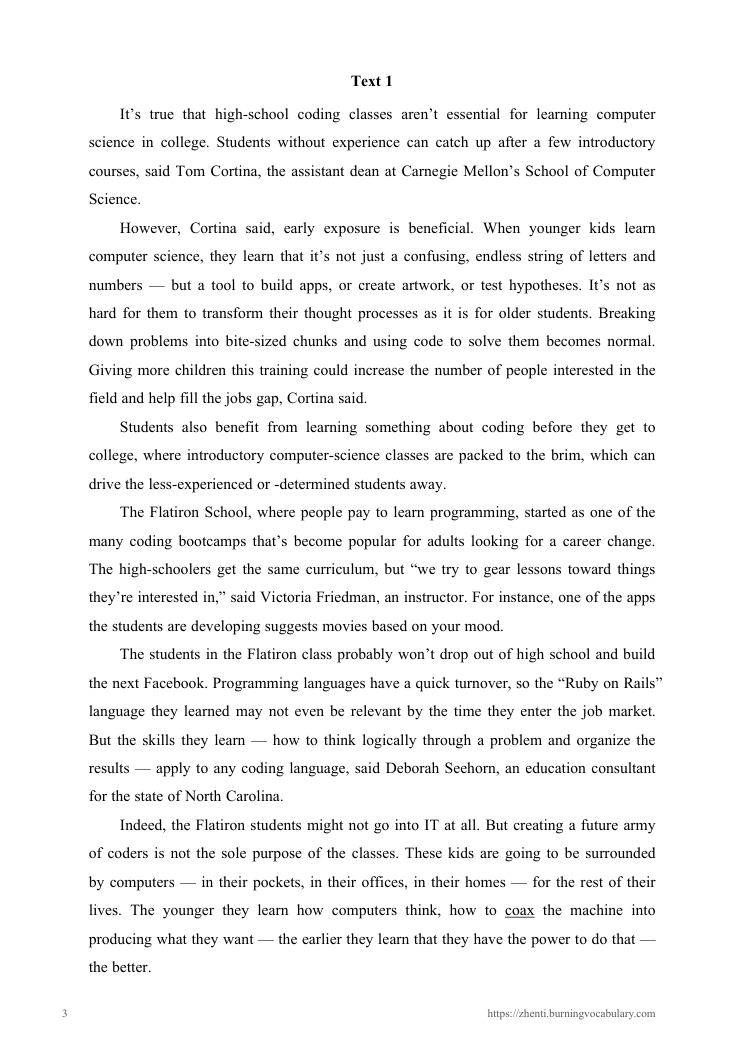 Text 1
It’s true that high-school coding classes aren’t essential for learning computer
science in college. Students without experience can catch up after a few introductory
courses, said Tom Cortina, the assistant dean at Carnegie Mellon’s School of Computer
Science.
However, Cortina said, early exposure is beneficial. When younger kids learn
computer science, they learn that it’s not just a confusing, endless string of letters and
numbers — but a tool to build apps, or create artwork, or test hypotheses. It’s not as
hard for them to transform their thought processes as it is for older students. Breaking
down problems into bite-sized chunks and using code to solve them becomes normal.
Giving more children this training could increase the number of people interested in the
field and help fill the jobs gap, Cortina said.
Students also benefit from learning something about coding before they get to
college, where introductory computer-science classes are packed to the brim, which can
drive the less-experienced or -determined students away.
The Flatiron School, where people pay to learn programming, started as one of the
many coding bootcamps that’s become popular for adults looking for a career change.
The high-schoolers get the same curriculum, but “we try to gear lessons toward things
they’re interested in,” said Victoria Friedman, an instructor. For instance, one of the apps
the students are developing suggests movies based on your mood.
The students in the Flatiron class probably won’t drop out of high school and build
the next Facebook. Programming languages have a quick turnover, so the “Ruby on Rails”
language they learned may not even be relevant by the time they enter the job market.
But the skills they learn — how to think logically through a problem and organize the
results — apply to any coding language, said Deborah Seehorn, an education consultant
for the state of North Carolina.
Indeed, the Flatiron students might not go into IT at all. But creating a future army
of coders is not the sole purpose of the classes. These kids are going to be surrounded
by computers — in their pockets, in their offices, in their homes — for the rest of their
lives. The younger they learn how computers think, how to coax the machine into
producing what they want — the earlier they learn that they have the power to do that —
the better.
3
https://zhenti.burningvocabulary.com